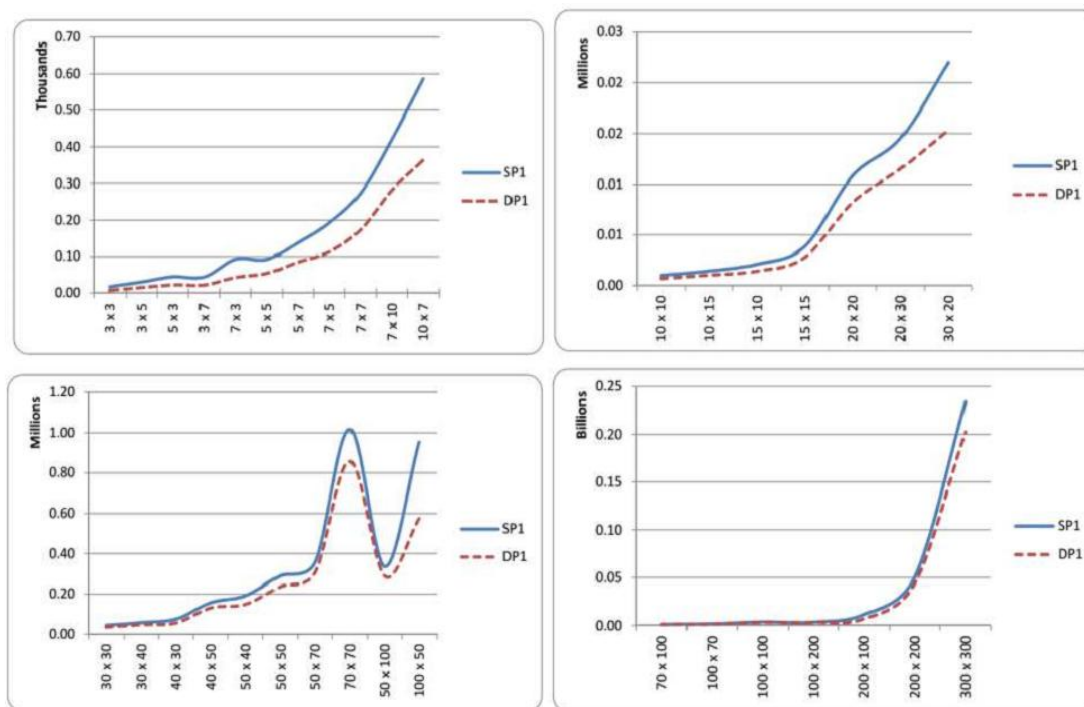 Thousands
0.70
0.60
0.50
0.40
0.30
0.20
0.10
0.00
3 x 3
3 x 5
5 x 3
3 x 7
7 x 3
5 x 5
5 x 7
7 x 5
7 x 7
7 x 10
10 x 7
SP1
DP1
Millions
0.03
0.02
0.02
0.01
0.01
0.00
10 x 10
10 x 15
15 x 10
15 x 15
20 x 20
20 x 30
30 x 20
SP1
DP1
Millions
1.20
1.00
0.80
0.60
0.40
0.20
0.00
30 x 30
30 x 40
40 x 30
40 x 50
50 x 40
50 x 50
50 x 70
70 x 70
50 x 100
100 x 50
SP1
DP1
Billions
0.25
0.20
0.15
0.10
0.05
0.00
70 x 100
100 x 70
100 x 100
100 x 200
200 x 100
200 x 200
300 x 300
SP1
DP1